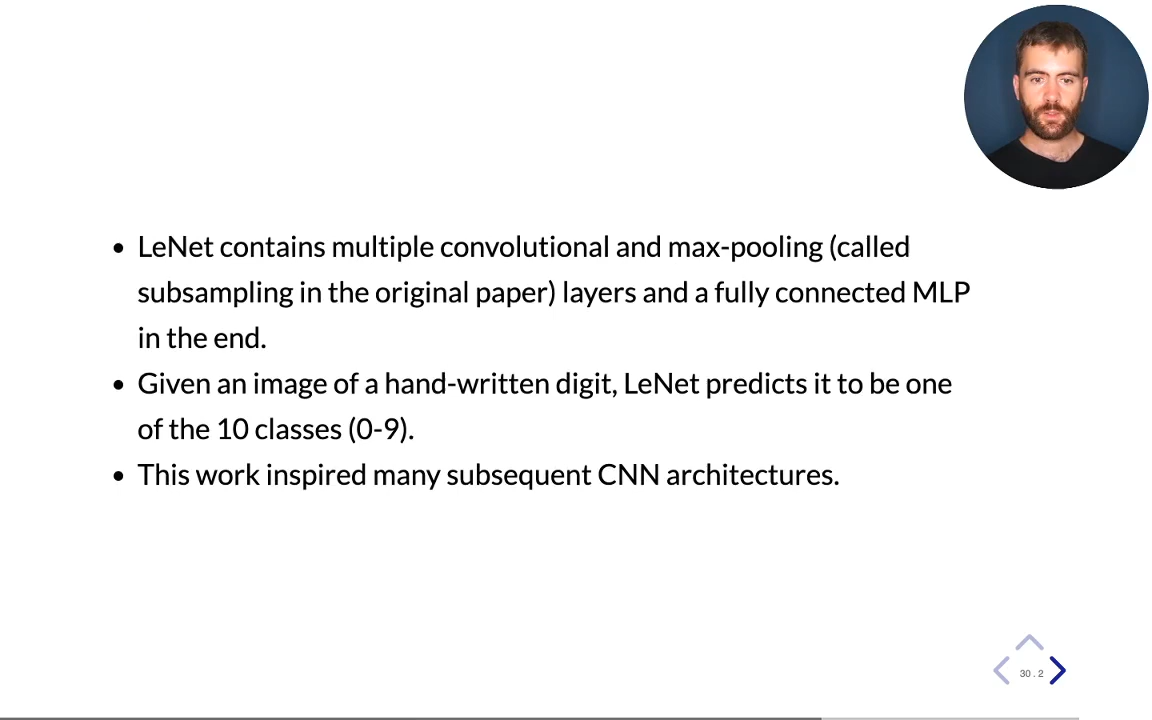 LeNet contains multiple convolutional and max-pooling (called
subsampling in the original paper) layers and a fully connected MLP
in the end.
Given an image of a hand-written digit, LeNet predicts it to be one
of the 10 classes (0-9).
This work inspired many subsequent CNN architectures.
30 . 2